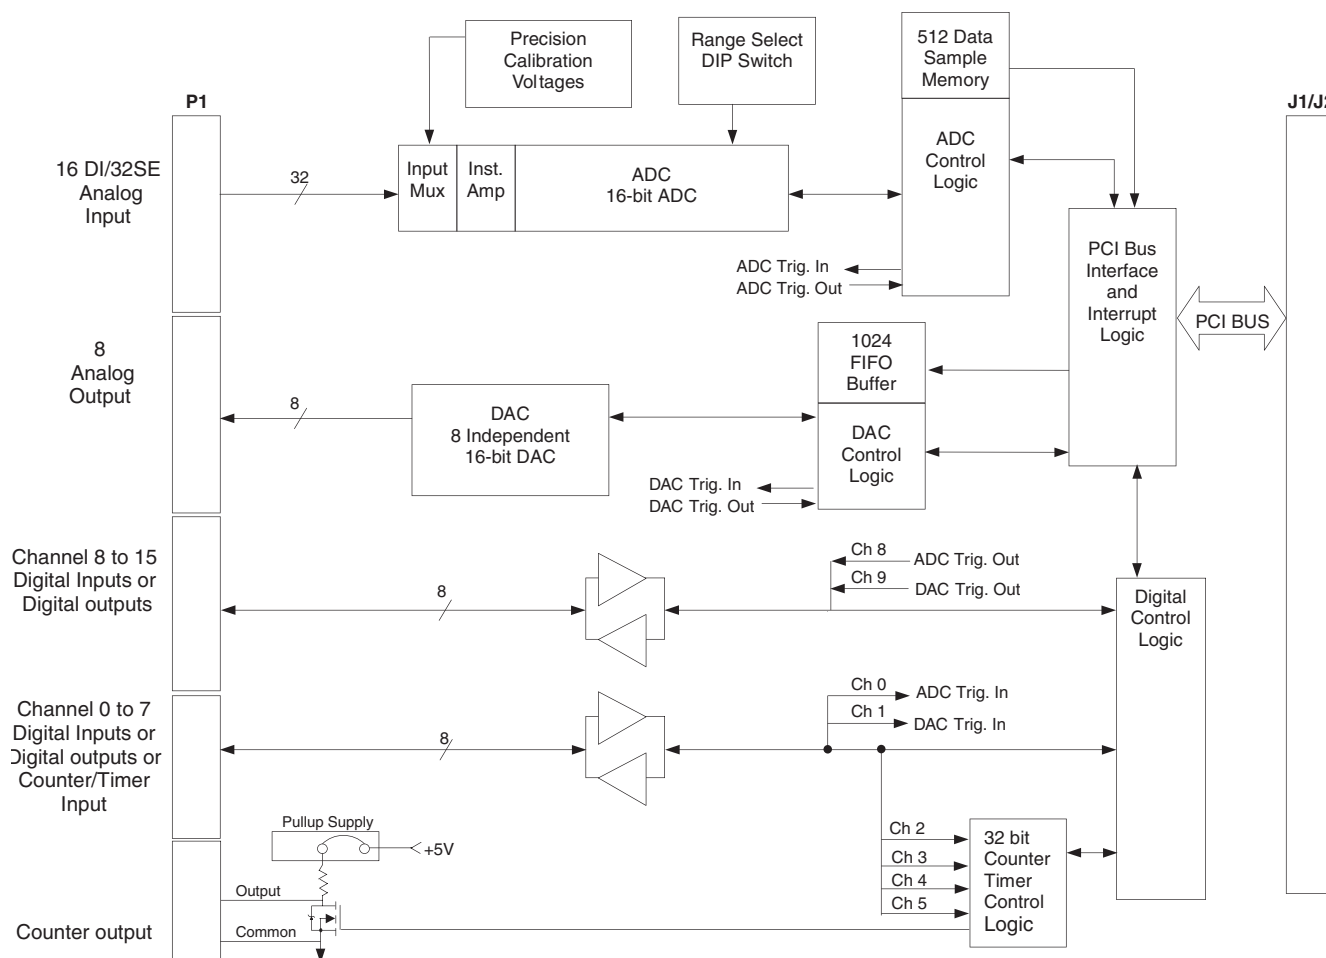 Precision
Calibration
Voltages
Range Select
DIP Switch
512 Data
Sample
Memory
P1
J1/J2
16 DI/32SE
Analog
Input
32
Input
Mux
Inst.
Amp
ADC
16-bit ADC
ADC
Control
Logic
ADC Trig. In
ADC Trig. Out
PCI Bus
Interface
and
Interrupt
Logic
PCI BUS
8
Analog
Output
8
DAC
8 Independent
16-bit DAC
1024
FIFO
Buffer
DAC
Control
Logic
DAC Trig. In
DAC Trig. Out
Channel 8 to 15
Digital Inputs or
Digital outputs
8
Ch 8
ADC Trig. Out
Ch 9
DAC Trig. Out
Digital
Control
Logic
Channel 0 to 7
Digital Inputs or
Digital outputs or
Counter/Timer
Input
8
Ch 0
ADC Trig. In
Ch 1
DAC Trig. In
Pullup Supply
+5V
Ch 2
Ch 3
Ch 4
Ch 5
32 bit
Counter
Timer
Control
Logic
Output
Common
Counter output